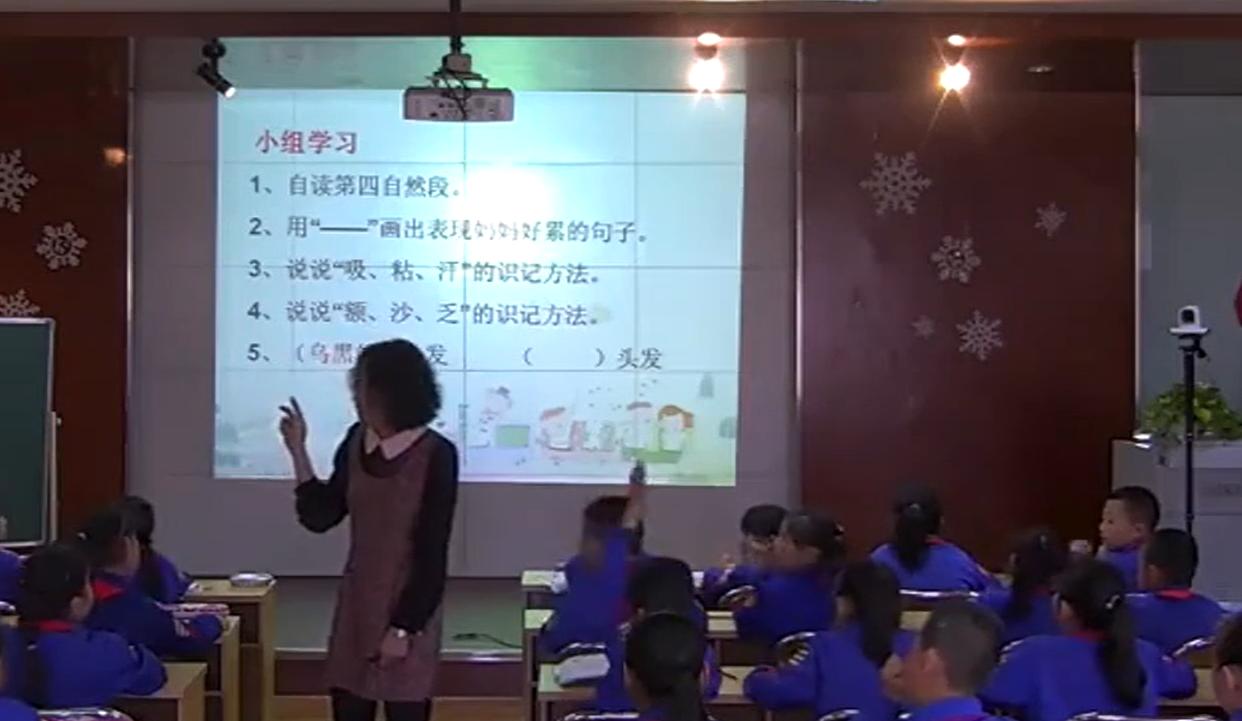 小组学习
1、自读第四自然段。
2、用“——”画出表现妈妈好累的句子。
3、说说“吸、粘、汗”的识记方法。
4、说说“额、沙、乏”的识记方法。
5、（乌黑 发 （ ）头发